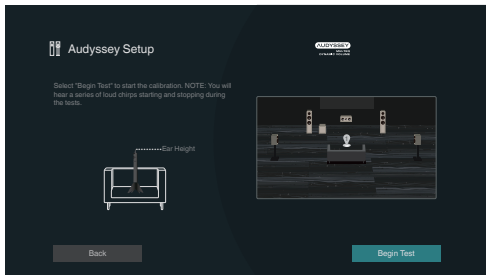 Audyssey Setup
AUDYSSEY
Select "Begin Test" to start the calibration. NOTE: You will
hear a series of loud chirps starting and stopping during
the tests.
Ear Height
Back
Begin Test